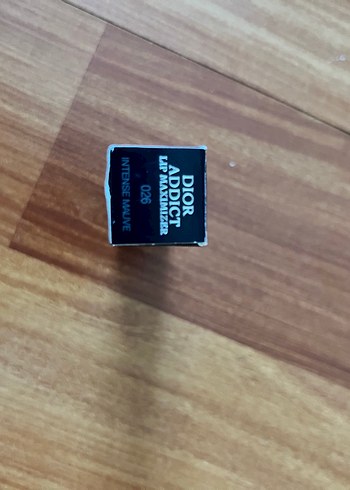 DIOR
ADDICT
LIP MAXIMIZER
026
INTENSE MAUVE